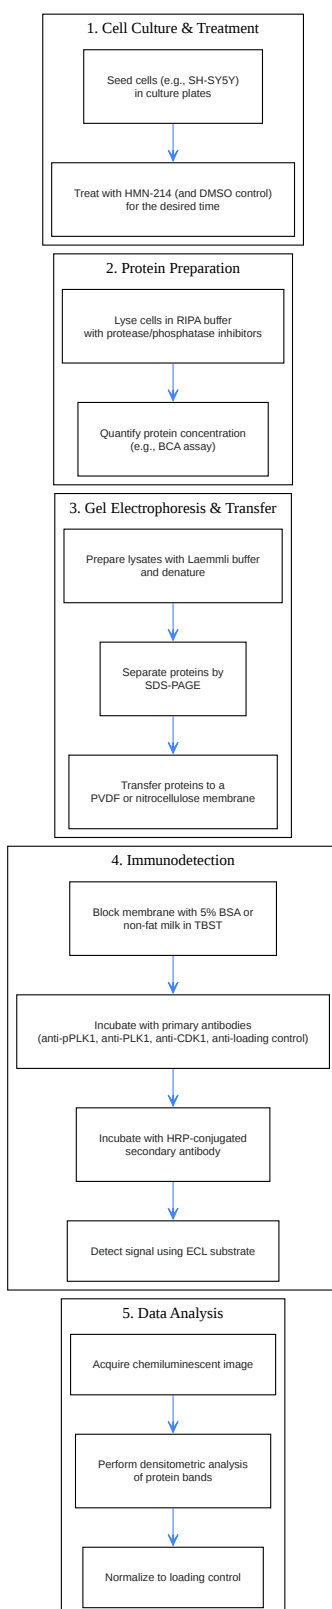 1. Cell Culture & Treatment
Seed cells (e.g., SH-SY5Y)
in culture plates
Treat with HMN-214 (and DMSO control)
for the desired time
2. Protein Preparation
Lyse cells in RIPA buffer
with protease/phosphatase inhibitors
Quantify protein concentration
(e.g., BCA assay)
3. Gel Electrophoresis & Transfer
Prepare lysates with Laemmli buffer
and denature
Separate proteins by
SDS-PAGE
Transfer proteins to a
PVDF or nitrocellulose membrane
4. Immunodetection
Block membrane with 5% BSA or
non-fat milk in TBST
Incubate with primary antibodies
(anti-pPLK1, anti-PLK1, anti-CDK1, anti-loading control)
Incubate with HRP-conjugated
secondary antibody
Detect signal using ECL substrate
5. Data Analysis
Acquire chemiluminescent image
Perform densitometric analysis
of protein bands
Normalize to loading control